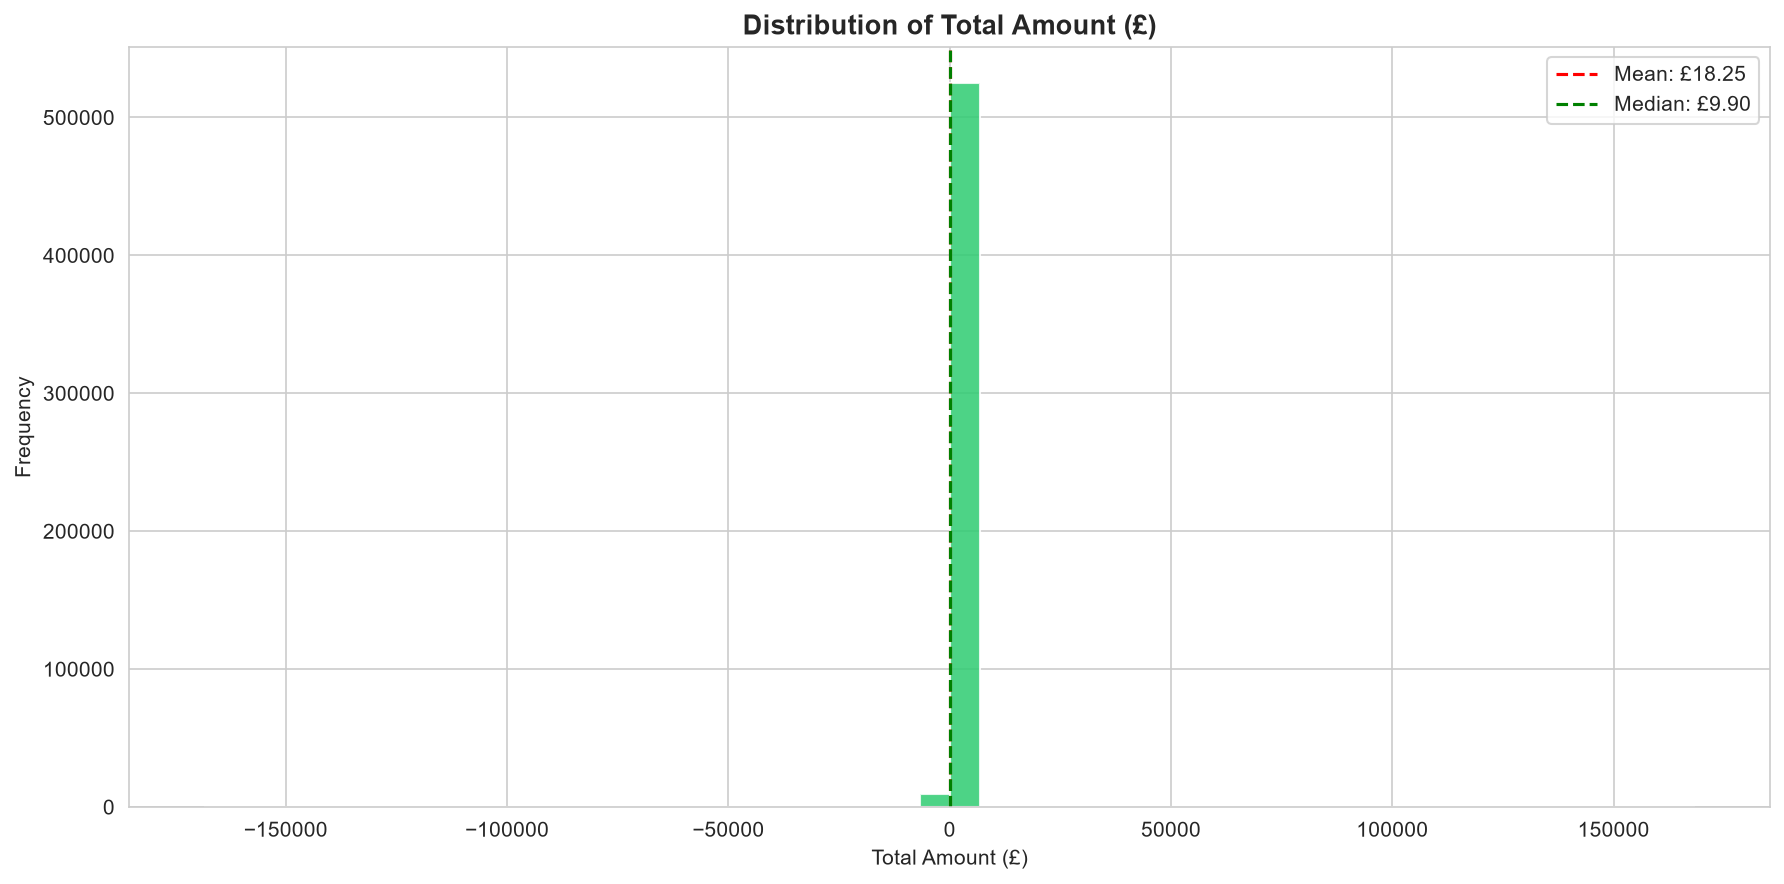 Distribution of Total Amount (£)
Mean: £18.25
Median: £9.90
500000
400000
300000
200000
100000
0
Frequency
−150000
−100000
−50000
0
50000
100000
150000
Total Amount (£)